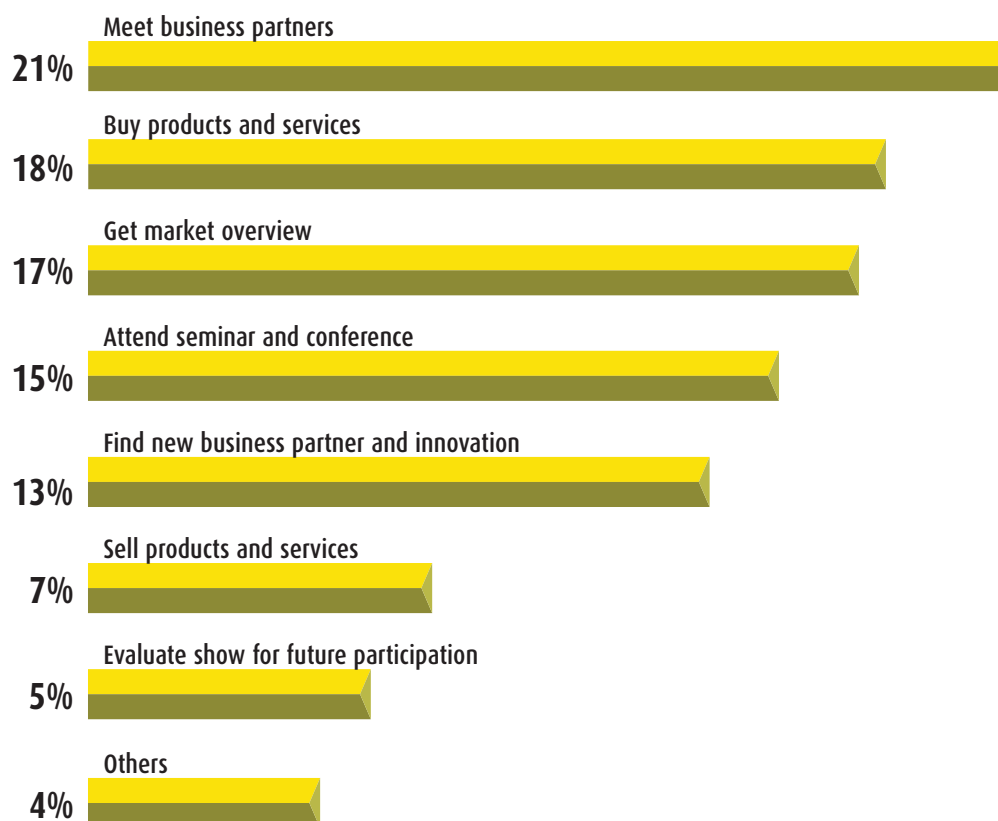 Meet business partners
21%
Buy products and services
18%
Get market overview
17%
Attend seminar and conference
15%
Find new business partner and innovation
13%
Sell products and services
7%
Evaluate show for future participation
5%
Others
4%